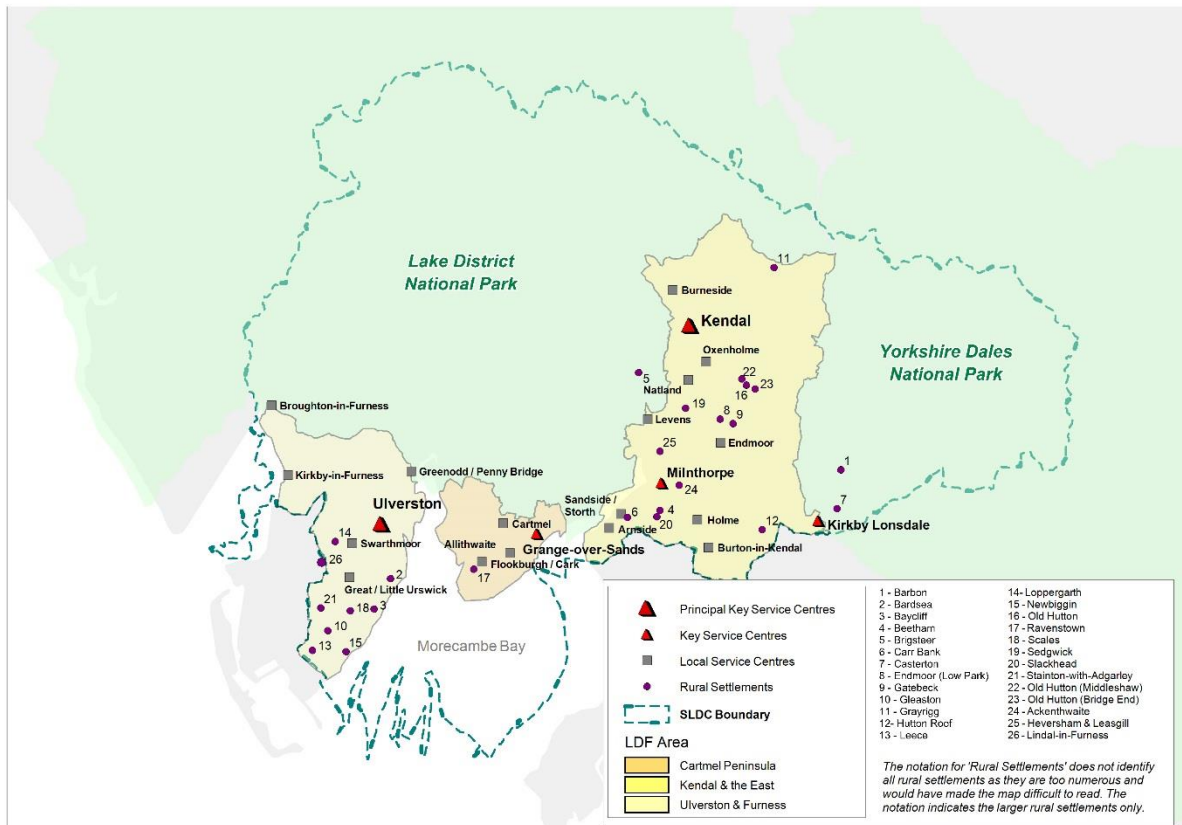 Lake District
National Park
11
Burneside
Kendal
Oxenholme
Yorkshire Dales
National Park
5
Natland
22
16
23
Broughton-in-Furness
19
8
9
Levens
25
Endmoor
1
Kirkby-in-Furness
Greenodd / Penny Bridge
Milnthorpe
24
7
Ulverston
Sandside /
Storth
Cartmel
6
4
20
Holme
12
Kirkby Lonsdale
Arnside
14
Swarthmoor
Allithwaite
Grange-over-Sands
Burton-in-Kendal
26
Flookburgh / Cark
17
2
Great / Little Urswick
21
18
3
10
13
15
Morecambe Bay
Principal Key Service Centres
Key Service Centres
Local Service Centres
Rural Settlements
SLDC Boundary
LDF Area
Cartmel Peninsula
Kendal & the East
Ulverston & Furness
1 - Barbon
2 - Bardsea
3 - Baycliff
4 - Beetham
5 - Brigsteer
6 - Carr Bank
7 - Casterton
8 - Endmoor (Low Park)
9 - Gatebeck
10 - Gleaston
11 - Grayrigg
12- Hutton Roof
13 - Leece
14- Loppergarth
15 - Newbiggin
16 - Old Hutton
17 - Ravenstown
18 - Scales
19 - Sedgwick
20 - Slackhead
21 - Stainton-with-Adgarley
22 - Old Hutton (Middleshaw)
23 - Old Hutton (Bridge End)
24 - Ackenthwaite
25 - Heversham & Leasgill
26 - Lindal-in-Furness
The notation for 'Rural Settlements' does not identify
all rural settlements as they are too numerous and
would have made the map difficult to read. The
notation indicates the larger rural settlements only.